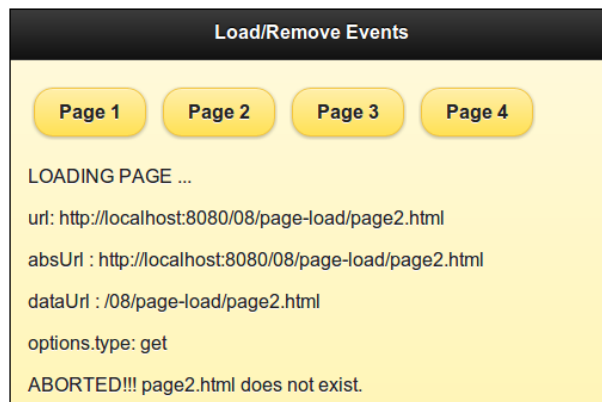 Load/Remove Events
Page 1 Page 2 Page 3 Page 4
LOADING PAGE ...
url: http://localhost:8080/08/page-load/page2.html
absUrl : http://localhost:8080/08/page-load/page2.html
dataUrl : /08/page-load/page2.html
options.type: get
ABORTED!!! page2.html does not exist.